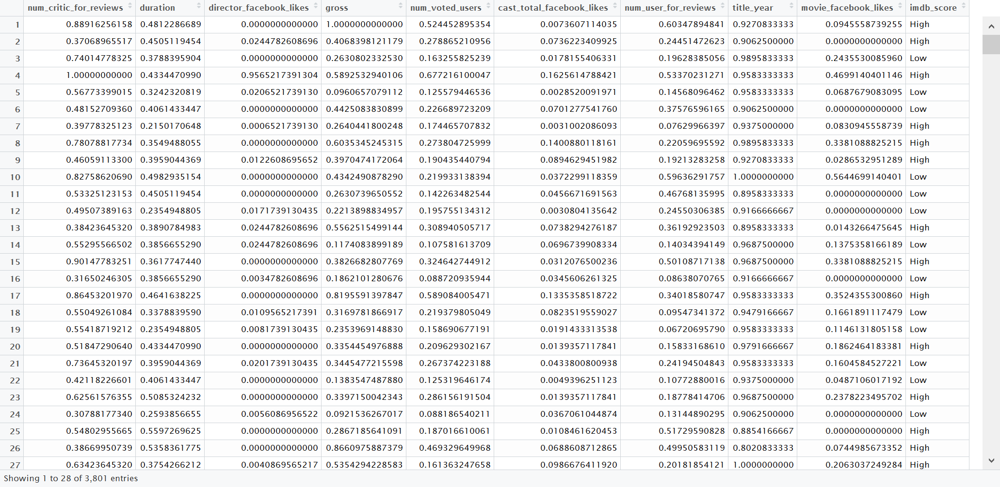 num_critic_for_reviews duration director_facebook_likes gross num_voted_users cast_total_facebook_likes num_user_for_reviews title_year movie_facebook_likes imdb_score
1 0.88916256158 0.4812286689 0.0000000000000 1.0000000000000 0.524452895354 0.0073607114035 0.60347894841 0.9270833333 0.0945558739255 High
2 0.37068965517 0.4505119454 0.0244782608696 0.4068398121179 0.278865210956 0.0736223409925 0.24451472623 0.9062500000 0.0000000000000 High
3 0.74014778325 0.3788395904 0.0000000000000 0.2630802332530 0.163255825239 0.0178155406331 0.19628385056 0.9895833333 0.2435530085960 Low
4 1.00000000000 0.4334470990 0.9565217391304 0.5892532940106 0.677216100047 0.1625614788421 0.53370231271 0.9583333333 0.4699140401146 High
5 0.56773399015 0.3242320819 0.0206521739130 0.0960657079112 0.125579446536 0.0028520091971 0.14568096462 0.9583333333 0.0687679083095 Low
6 0.48152709360 0.4061433447 0.0000000000000 0.4425083830899 0.226689723209 0.0701277541760 0.37576596165 0.9062500000 0.0000000000000 Low
7 0.39778325123 0.2150170648 0.0006521739130 0.2640441800248 0.174465707832 0.0031002086093 0.07629966397 0.9375000000 0.0830945558739 High
8 0.78078817734 0.3549488055 0.0000000000000 0.6035345245315 0.273804725999 0.1400880118161 0.22059695592 0.9895833333 0.3381088825215 High
9 0.46059113300 0.3959044369 0.0122608695652 0.3970474172064 0.190435440794 0.0894629451982 0.19213283258 0.9270833333 0.0286532951289 High
10 0.82758620690 0.4982935154 0.0000000000000 0.4342490878290 0.219933138394 0.0372299118359 0.59636291757 1.0000000000 0.5644699140401 Low
11 0.53325123153 0.4505119454 0.0000000000000 0.2630739650552 0.142263482544 0.0456671691563 0.46768135995 0.8958333333 0.0000000000000 Low
12 0.49507389163 0.2354948805 0.0171739130435 0.2213898834957 0.195755134312 0.0030804135642 0.24550306385 0.9166666667 0.0000000000000 Low
13 0.38423645320 0.3890784983 0.0244782608696 0.5562515499144 0.308940505717 0.0738294276187 0.36192923503 0.8958333333 0.0143266475645 High
14 0.55295566502 0.3856655290 0.0244782608696 0.1174083899189 0.107581613709 0.0696739908334 0.14034394149 0.9687500000 0.1375358166189 Low
15 0.90147783251 0.3617747440 0.0000000000000 0.3826682807769 0.324642744912 0.0312076500236 0.50108717138 0.9687500000 0.3381088825215 High
16 0.31650246305 0.3856655290 0.0034782608696 0.1862101280676 0.088720935944 0.0345606261325 0.08638070765 0.9166666667 0.0000000000000 Low
17 0.86453201970 0.4641638225 0.0000000000000 0.8195591397847 0.589084005471 0.1335358518722 0.34018580747 0.9583333333 0.3524355300860 High
18 0.55049261084 0.3378839590 0.0109565217391 0.3169781866917 0.219379805049 0.0823519559027 0.09547341372 0.9479166667 0.1661891117479 Low
19 0.55418719212 0.2354948805 0.0081739130435 0.2353969148830 0.158690677191 0.0191433313538 0.06720695790 0.9583333333 0.1146131805158 Low
20 0.51847290640 0.4334470990 0.0000000000000 0.3354454976888 0.209629302167 0.0139357117841 0.15833168610 0.9791666667 0.1862464183381 High
21 0.73645320197 0.3959044369 0.0201739130435 0.3445477215598 0.267374223188 0.0433800800938 0.24194504843 0.9583333333 0.1604584527221 Low
22 0.42118226601 0.4061433447 0.0000000000000 0.1383547487880 0.125319646174 0.0049396251123 0.10772880016 0.9375000000 0.0487106017192 Low
23 0.62561576355 0.5085324232 0.0000000000000 0.3397150042343 0.286156191504 0.0139357117841 0.18778414706 0.9687500000 0.2378223495702 High
24 0.30788177340 0.2593856655 0.0056086956522 0.0921536267017 0.088186540211 0.0367061044874 0.13144890295 0.9062500000 0.0000000000000 Low
25 0.54802955665 0.5597269625 0.0000000000000 0.2867185641091 0.187016610061 0.0108461620453 0.51729590828 0.8854166667 0.0000000000000 High
26 0.38669950739 0.5358361775 0.0000000000000 0.8660975887379 0.469329649968 0.0688608712865 0.49950583119 0.8020833333 0.0744985673352 High
27 0.63423645320 0.3754266212 0.0040869565217 0.5354294228583 0.161363247658 0.0986676411920 0.20181854121 1.0000000000 0.2063037249284 High
Showing 1 to 28 of 3,801 entries